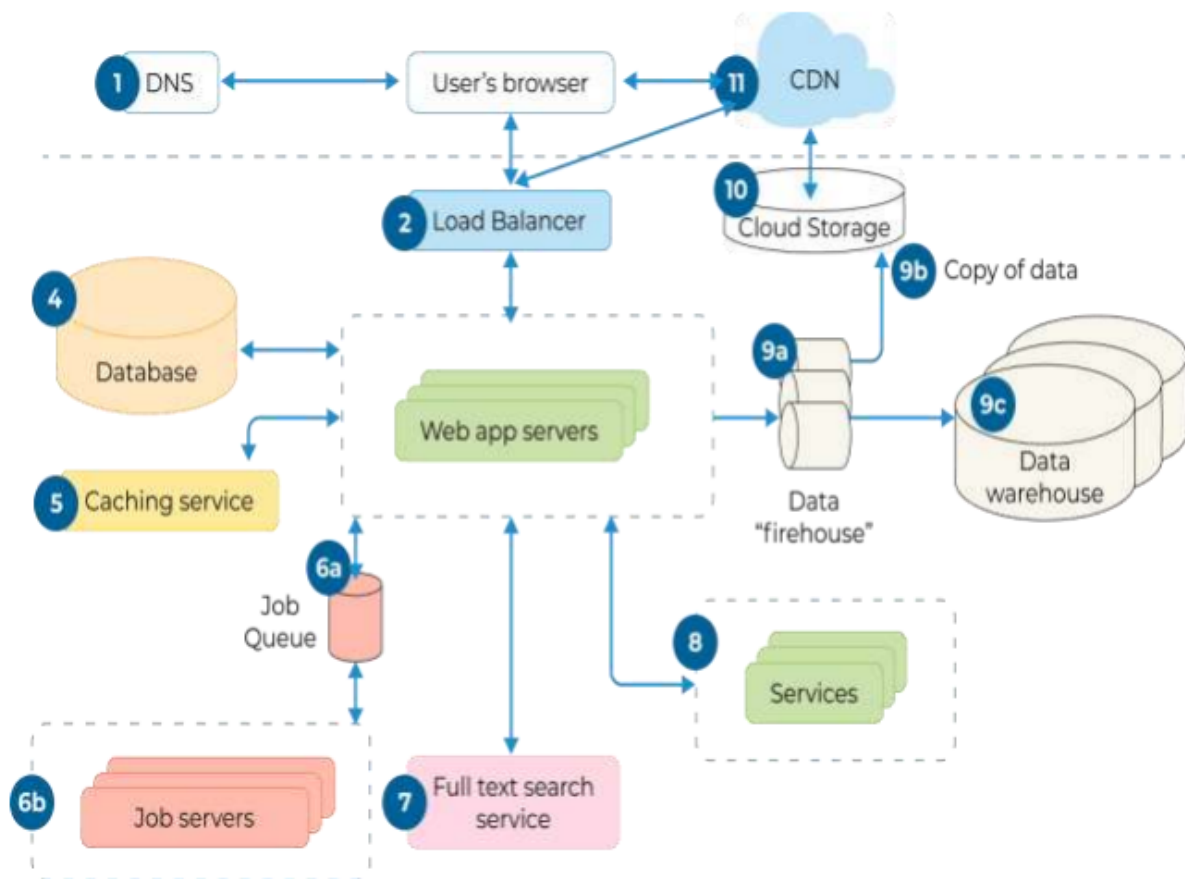 1 DNS
User's browser
11 CDN
2 Load Balancer
10
Cloud Storage
9b Copy of data
4
Database
9a
9c
Web app servers
Data
warehouse
5 Caching service
Data
“firehouse”
6a
Job
Queue
8
Services
6b
Job servers
7
Full text search
service